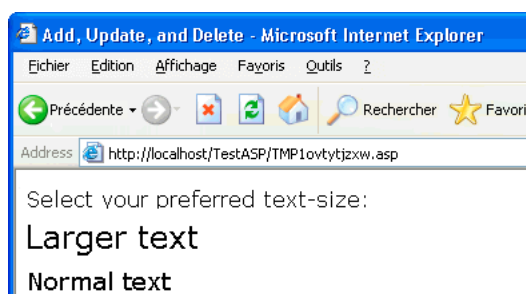 Add, Update, and Delete - Microsoft Internet Explorer
Fichier Edition Affichage Favoris Outils ?
Précédente Rechercher Favori
Address http://localhost/TestASP/TMP1ovtytjzxw.asp
Select your preferred text-size:
Larger text
Normal text